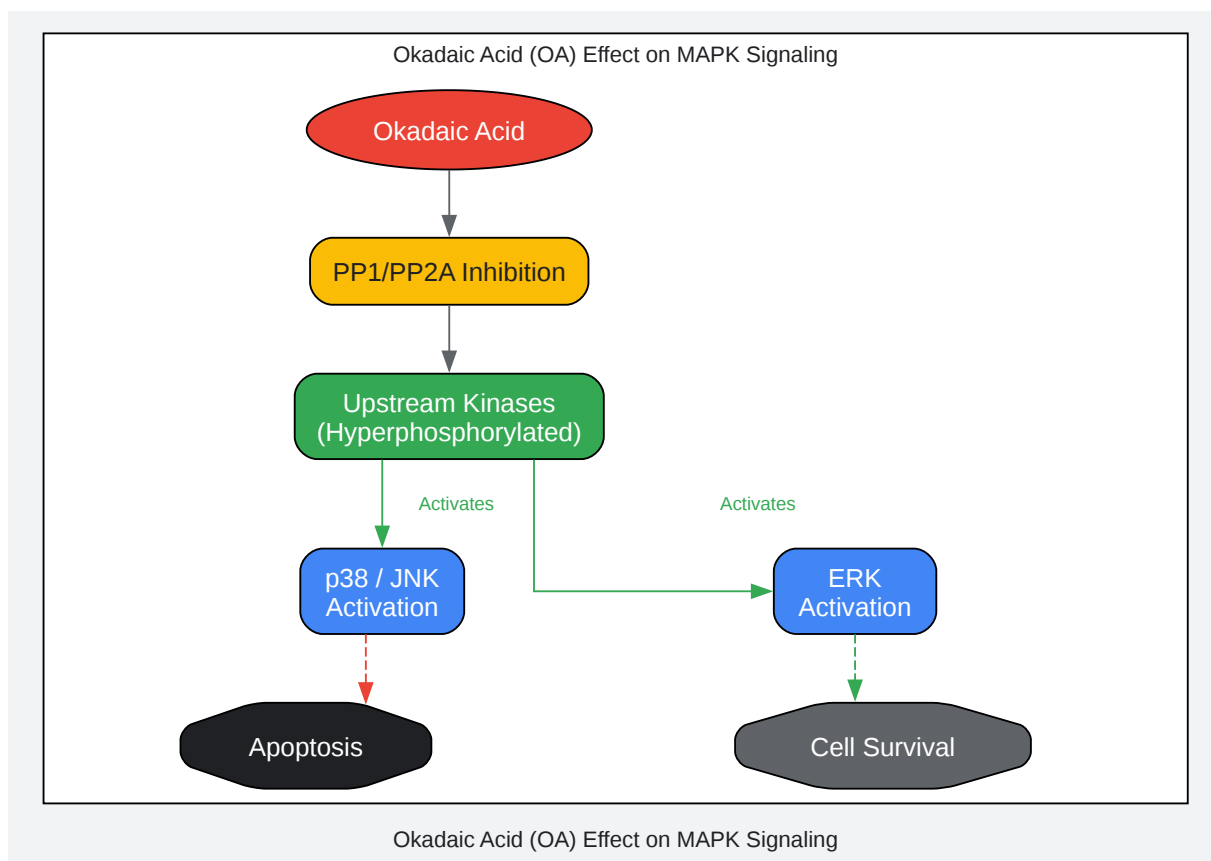 Okadaic Acid (OA) Effect on MAPK Signaling
Okadaic Acid
PP1/PP2A Inhibition
Upstream Kinases
(Hyperphosphorylated)
Activates
Activates
p38 / JNK
Activation
ERK
Activation
Apoptosis
Cell Survival
Okadaic Acid (OA) Effect on MAPK Signaling